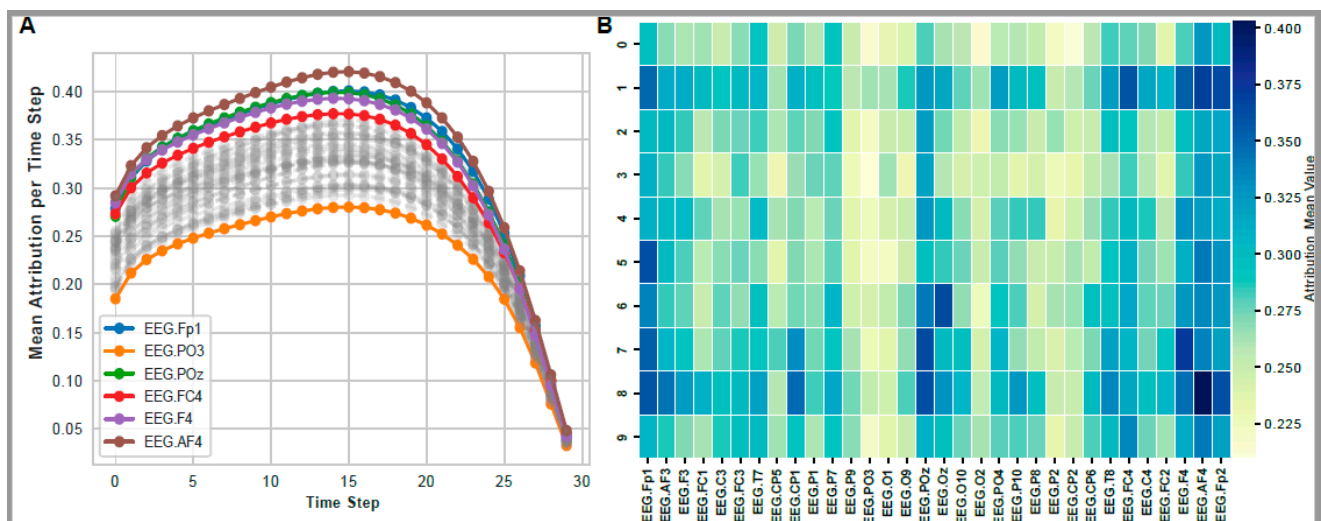 A
Mean Attribution per Time Step
0.40
0.35
0.30
0.25
0.20
0.15
0.10
0.05
EEG.Fp1
EEG.PO3
EEG.POz
EEG.FC4
EEG.F4
EEG.AF4
0 5 10 15 20 25 30
Time Step
B
0
1
2
3
4
5
6
7
8
9
EEG.Fp1
EEG.AF3
EEG.F3
EEG.FC1
EEG.C3
EEG.FC3
EEG.T7
EEG.CP5
EEG.CP1
EEG.P1
EEG.P7
EEG.P9
EEG.PO3
EEG.O1
EEG.O9
EEG.POz
EEG.Oz
EEG.O10
EEG.O2
EEG.PO4
EEG.P10
EEG.P8
EEG.P2
EEG.CP2
EEG.CP6
EEG.T8
EEG.FC4
EEG.C4
EEG.FC2
EEG.F4
EEG.AF4
EEG.Fp2
0.400
0.375
0.350
0.325
0.300
0.275
0.250
0.225
Attribution Mean Value